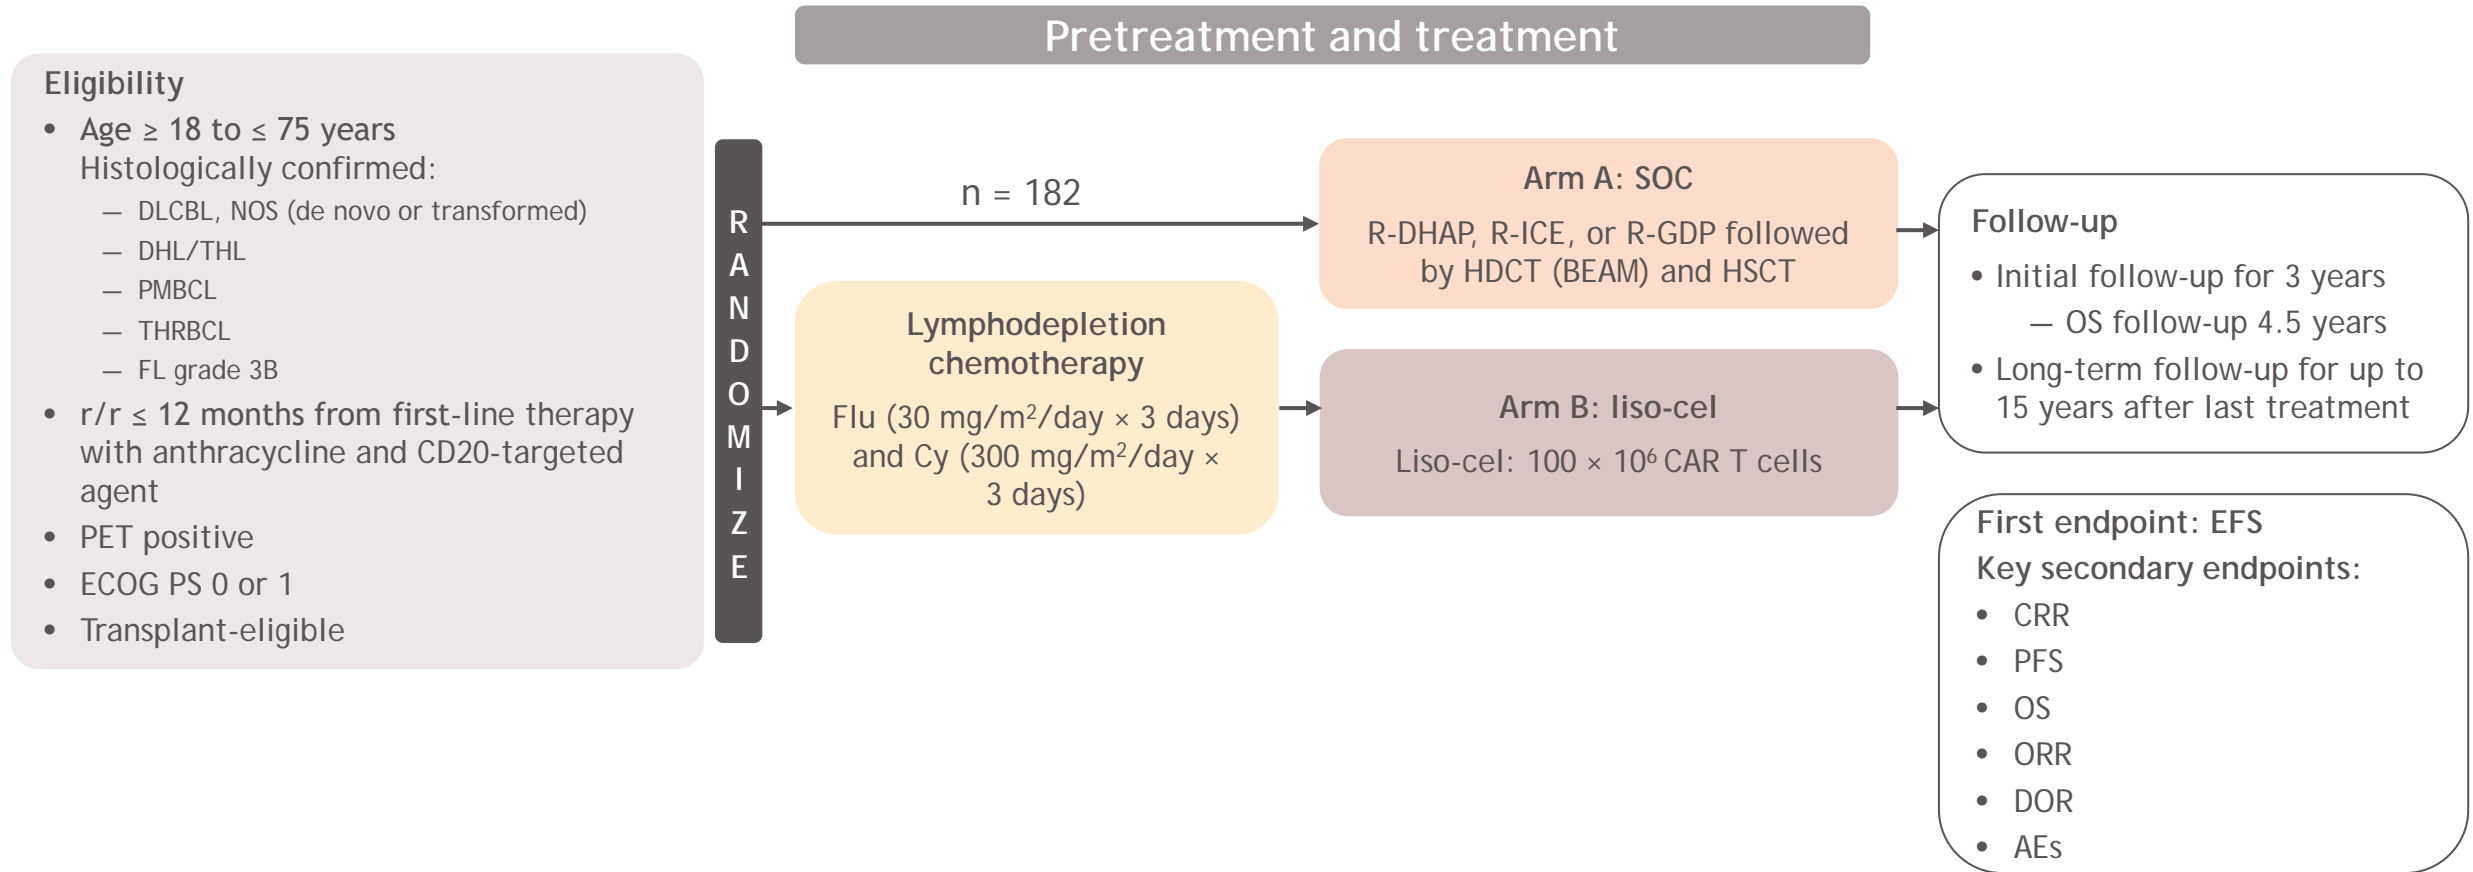 Pretreatment and treatment
Eligibility
• Age ≥ 18 to ≤ 75 years
Histologically confirmed:
— DLCBL, NOS (de novo or transformed)
— DHL/THL
— PMBCL
— THRBCL
— FL grade 3B
• r/r ≤ 12 months from first-line therapy
with anthracycline and CD20-targeted
agent
• PET positive
• ECOG PS 0 or 1
• Transplant-eligible
R
A
N
D
O
M
I
Z
E
n = 182
Lymphodepletion
chemotherapy
Flu (30 mg/m²/day × 3 days)
and Cy (300 mg/m²/day ×
3 days)
Arm A: SOC
R-DHAP, R-ICE, or R-GDP followed
by HDCT (BEAM) and HSCT
Arm B: liso-cel
Liso-cel: 100 × 10⁶ CAR T cells
Follow-up
• Initial follow-up for 3 years
— OS follow-up 4.5 years
• Long-term follow-up for up to
15 years after last treatment
First endpoint: EFS
Key secondary endpoints:
• CRR
• PFS
• OS
• ORR
• DOR
• AEs